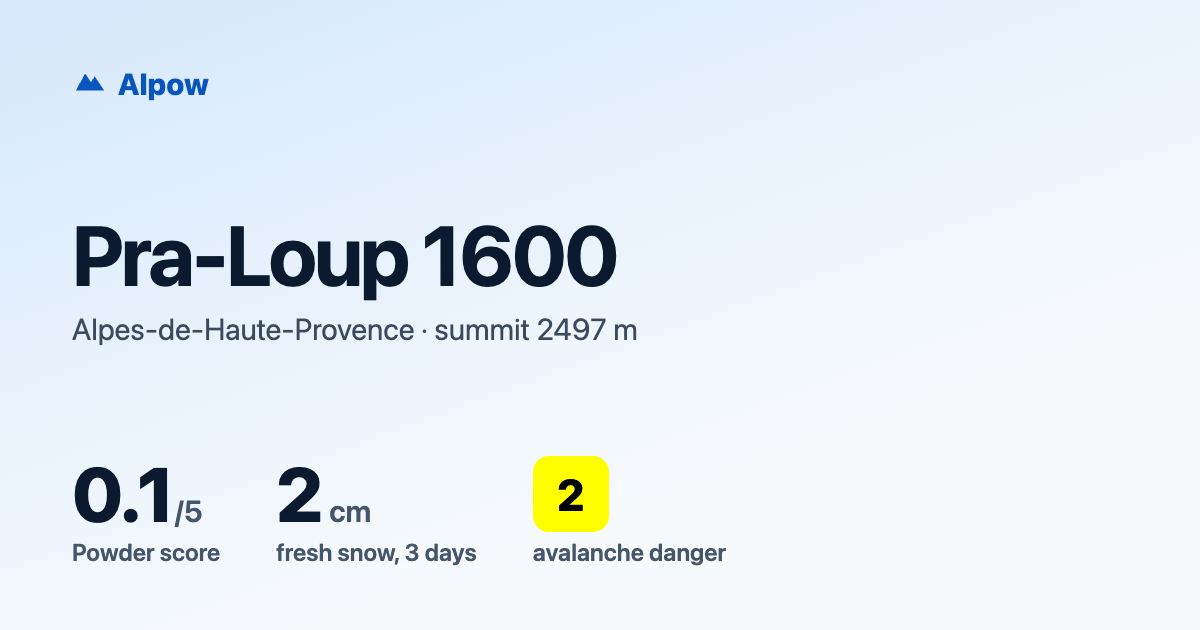 Alpow
Pra-Loup 1600
Alpes-de-Haute-Provence · summit 2497 m
0.1/5
2 cm
2
Powder score
fresh snow, 3 days
avalanche danger